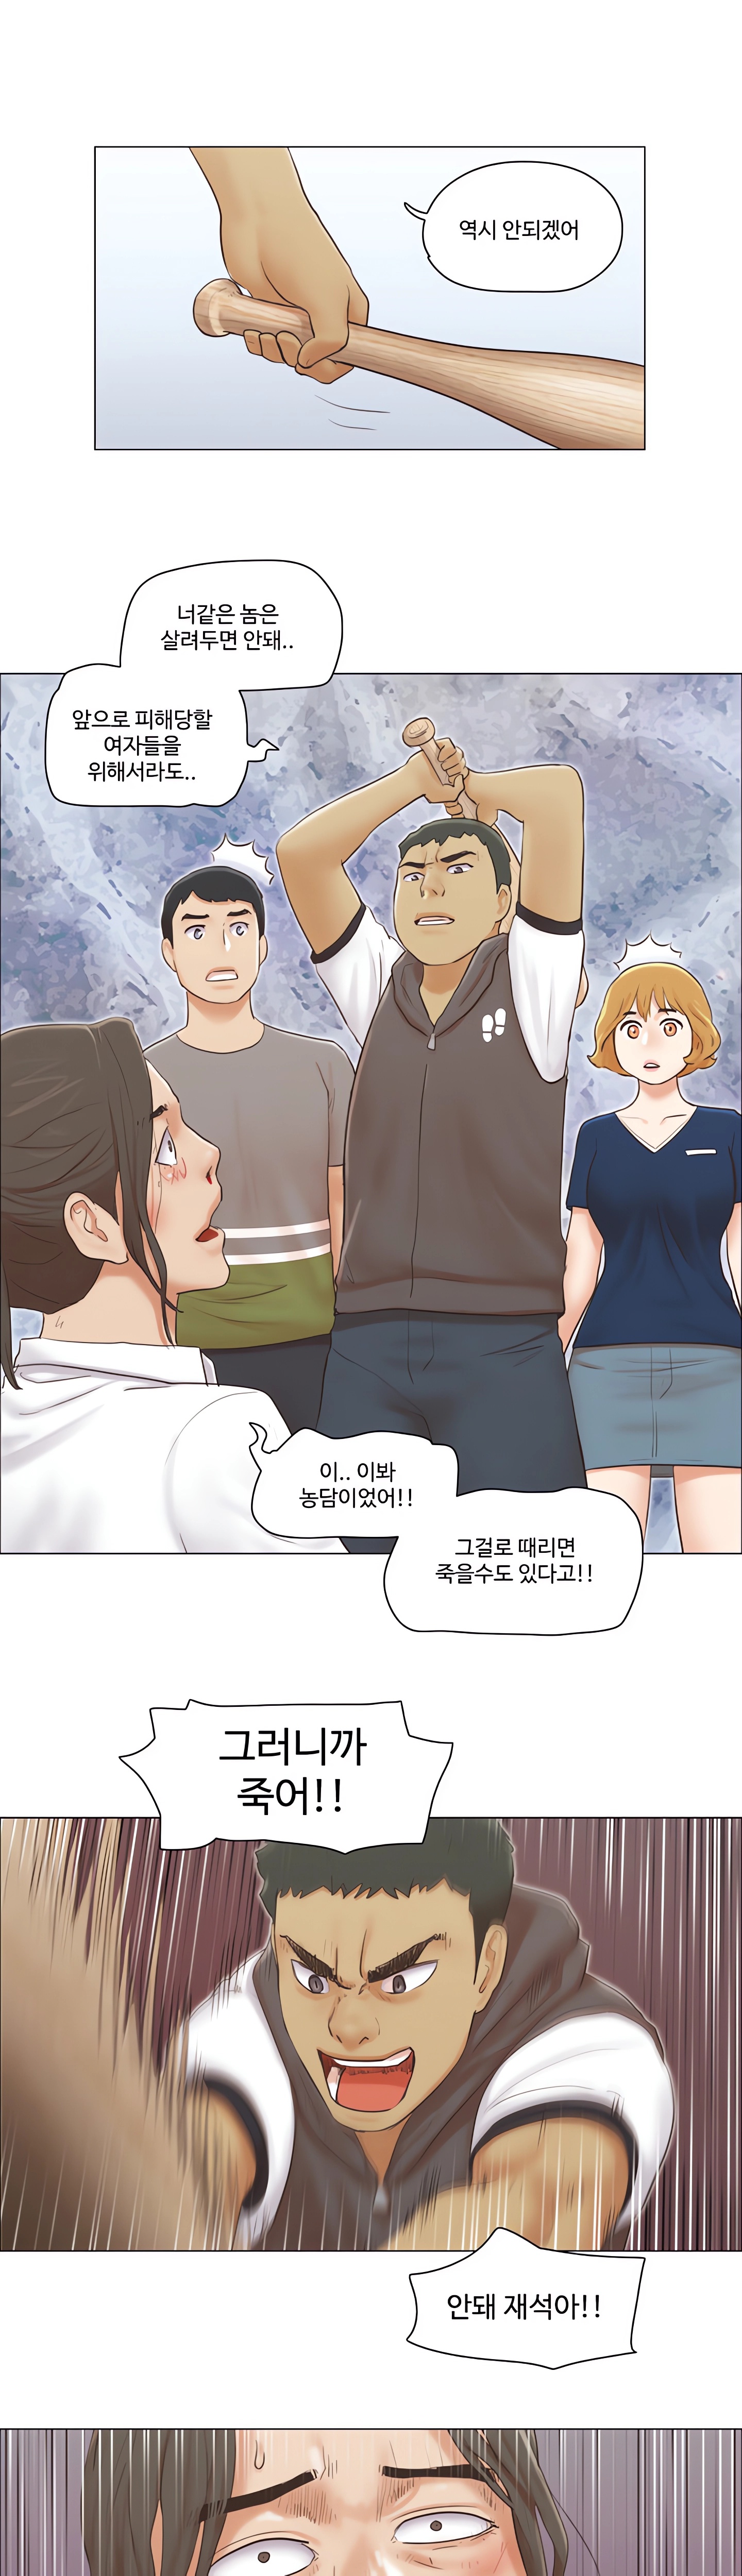 역시 안되겠어
너같은 놈은
살려두면 안돼..
앞으로 피해당할
여자들을
위해서라도..
이.. 이봐
농담이었어!!
그걸로 때리면
죽을수도 있다고!!
그러니까
죽어!!
안돼 재석아!!